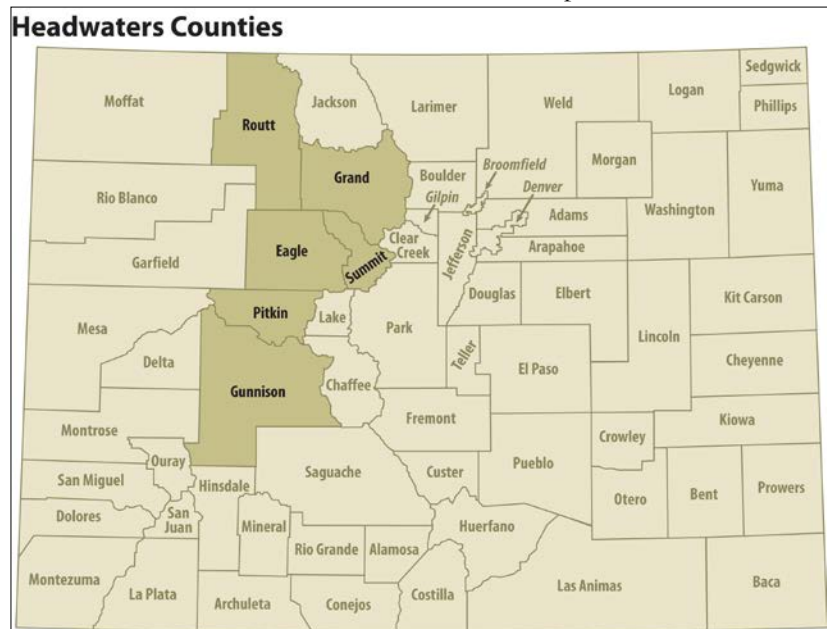 Headwaters Counties
Sedgwick
Moffat
Routt
Jackson
Larimer
Weld
Logan
Phillips
Morgan
Broomfield
Boulder
Grand
Gilpin
Denver
Yuma
Rio Blanco
Washington
Adams
Clear
Creek
Jefferson
Arapahoe
Eagle
Summit
Garfield
Douglas
Elbert
Kit Carson
Pitkin
Lake
Mesa
Park
Lincoln
Delta
Teller
El Paso
Cheyenne
Gunnison
Chaffee
Fremont
Kiowa
Montrose
Crowley
Ouray
Pueblo
Saguache
Custer
San Miguel
Hinsdale
Otero
Bent
Prowers
Dolores
San
Juan
Mineral
Huerfano
Rio Grande
Alamosa
Montezuma
La Plata
Archuleta
Conejos
Costilla
Las Animas
Baca